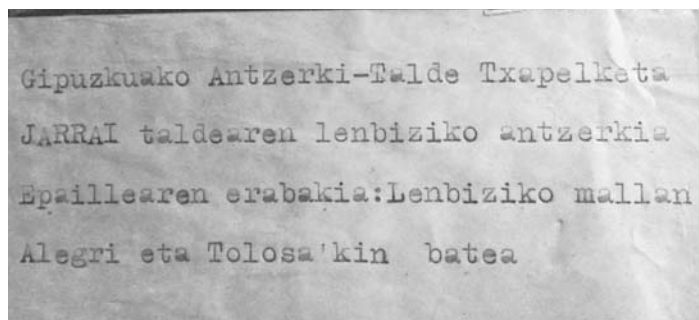 Gipuzkuako Antzerki-Talde Txapelketa
JARRAI taldearen lenbiziko antzerkia
Epaillearen erabakia:Lenbiziko mallan
Alegri eta Tolosa'kin batea